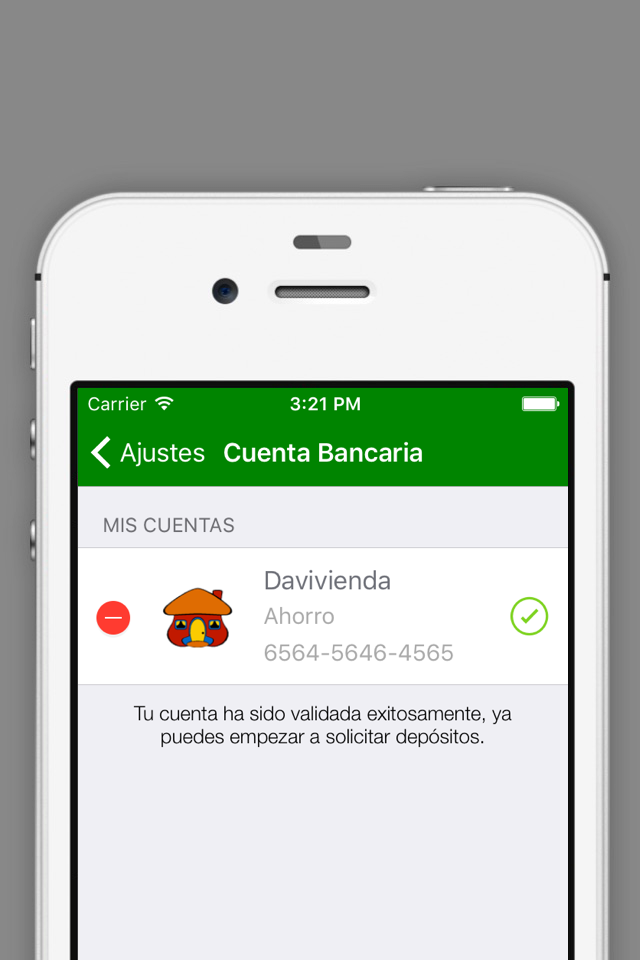 Carrier 3:21 PM
Ajustes Cuenta Bancaria
MIS CUENTAS
Davivienda
Ahorro
6564-5646-4565
Tu cuenta ha sido validada exitosamente, ya
puedes empezar a solicitar depósitos.